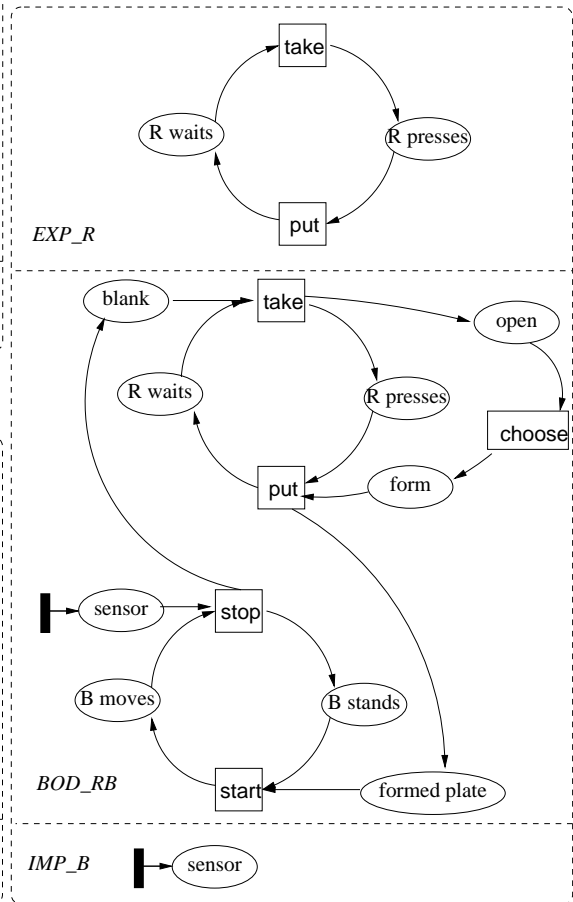 take
R waits
R presses
put
EXP_R
blank
take
open
R waits
R presses
choose
put
form
sensor
stop
B moves
B stands
BOD_RB
start
formed plate
IMP_B
sensor